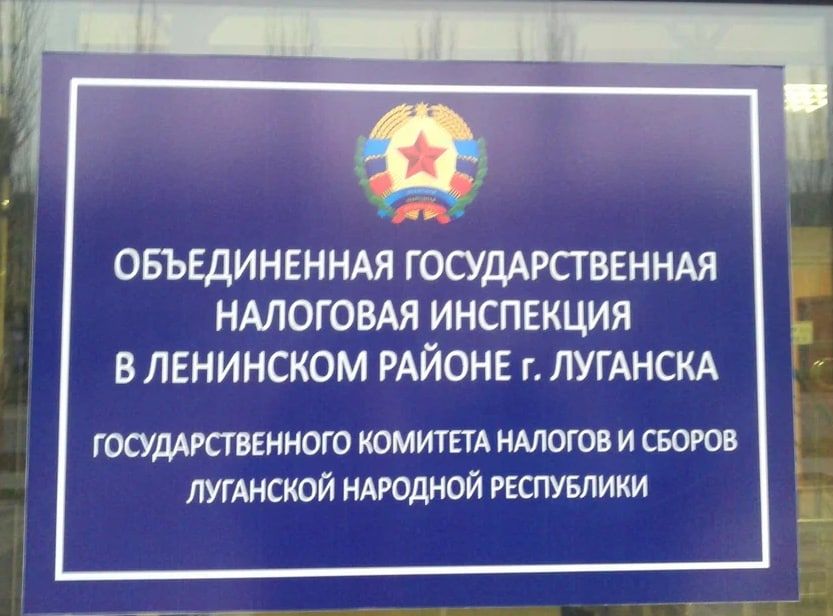 ОБЪЕДИНЕННАЯ ГОСУДАРСТВЕННАЯ
НАЛОГОВАЯ ИНСПЕКЦИЯ
В ЛЕНИНСКОМ РАЙОНЕ г. ЛУГАНСКА
ГОСУДАРСТВЕННОГО КОМИТЕТА НАЛОГОВ И СБОРОВ
ЛУГАНСКОЙ НАРОДНОЙ РЕСПУБЛИКИ